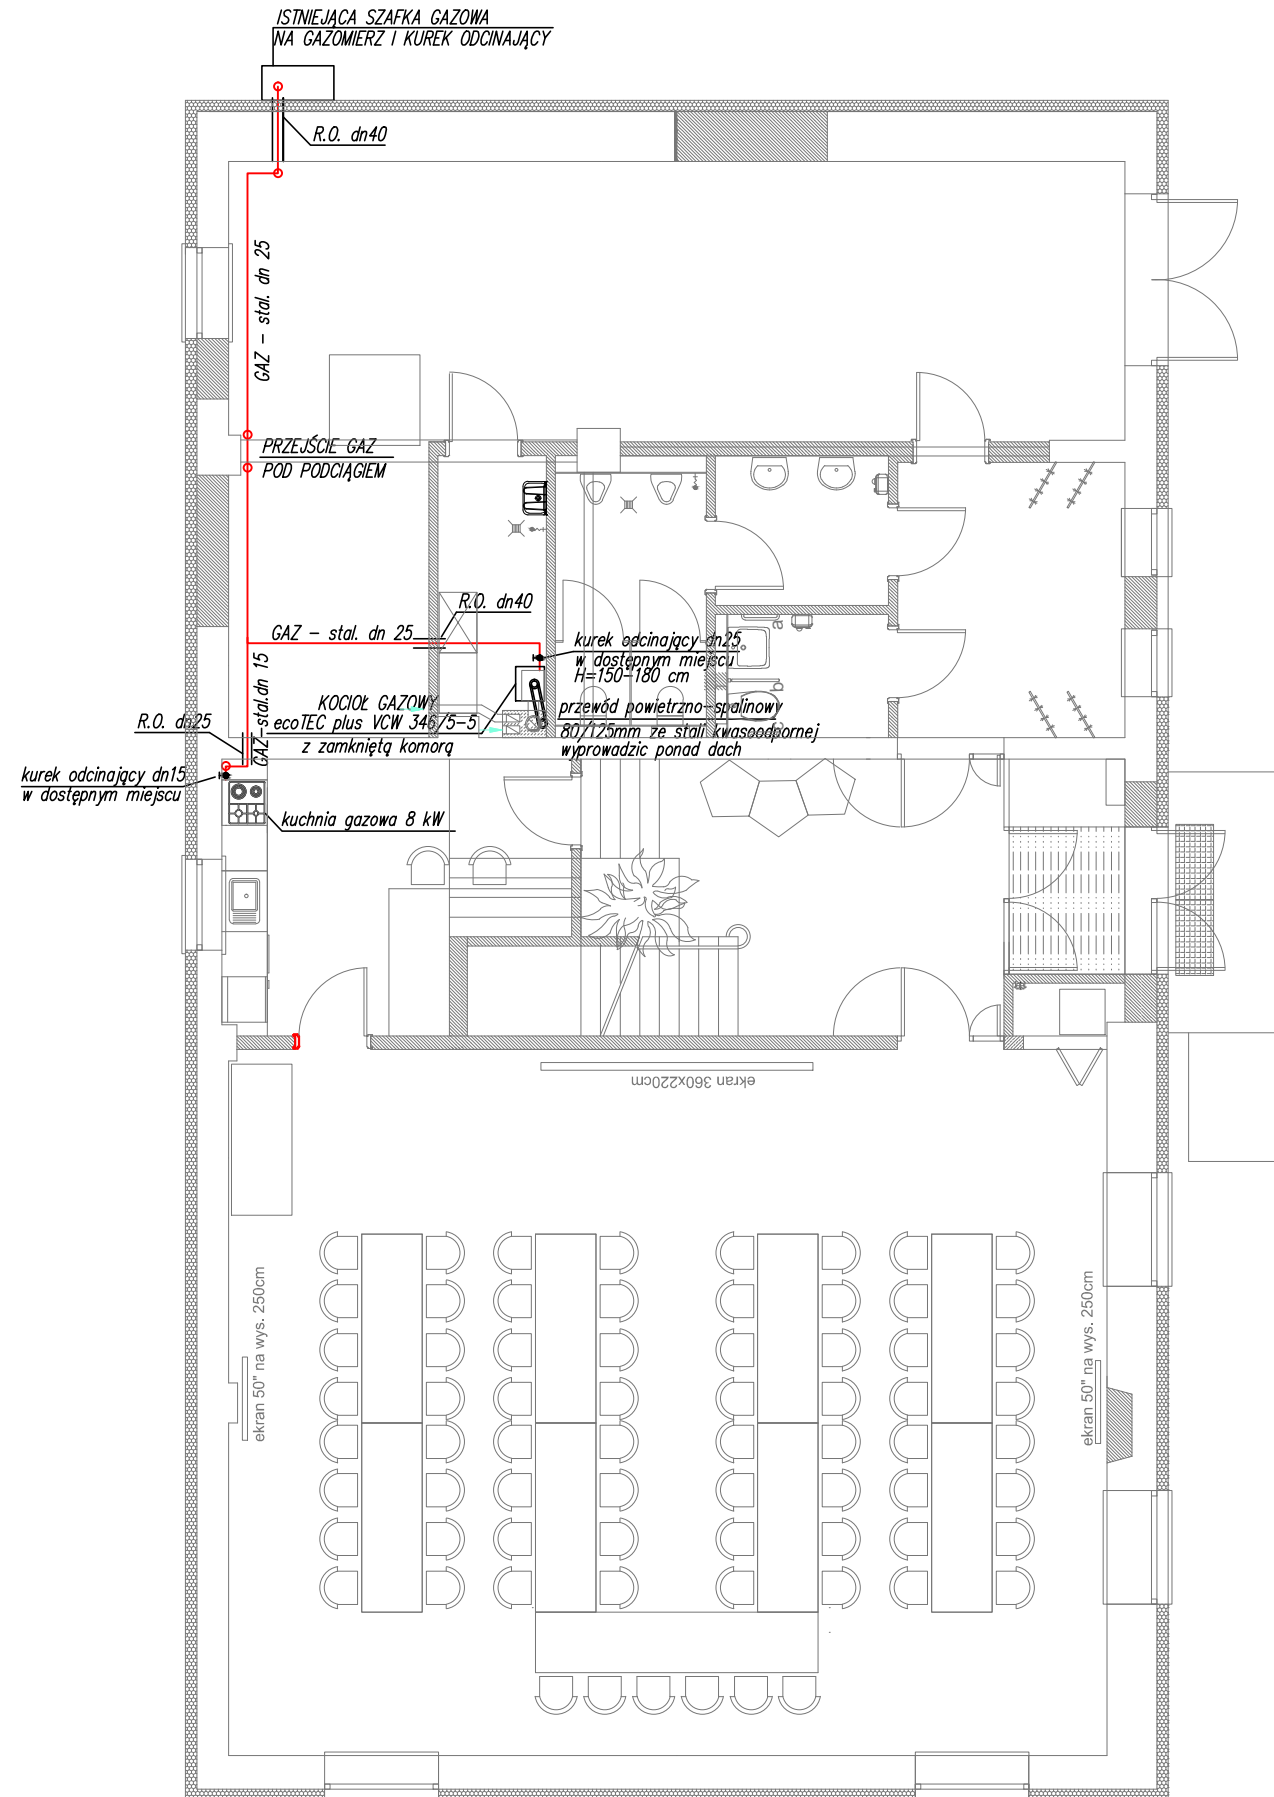 ISTNIEJĄCA SZAFKA GAZOWA
NA GAZOMIERZ I KUREK ODCINAJĄCY
R.O. dn40
GAZ - stal. dn 25
PRZEJŚCIE GAZ
POD PODCIĄGIEM
R.O. dn40
GAZ - stal. dn 25
kurek odcinający dn25
w dostępnym miejscu
H=150-180 cm
GAZ-stal.dn 15
KOCIOŁ GAZOWY
ecoTEC plus VCW 346/5-5
z zamkniętą komorą
przewód powietrzno-spalinowy
80/125mm ze stali kwasoodpornej
wyprowadzic ponad dach
R.O. dn25
kurek odcinający dn15
w dostępnym miejscu
kuchnia gazowa 8 kW
a
b
c
ekran 360x220cm
ekran 50" na wys. 250cm
ekran 50" na wys. 250cm